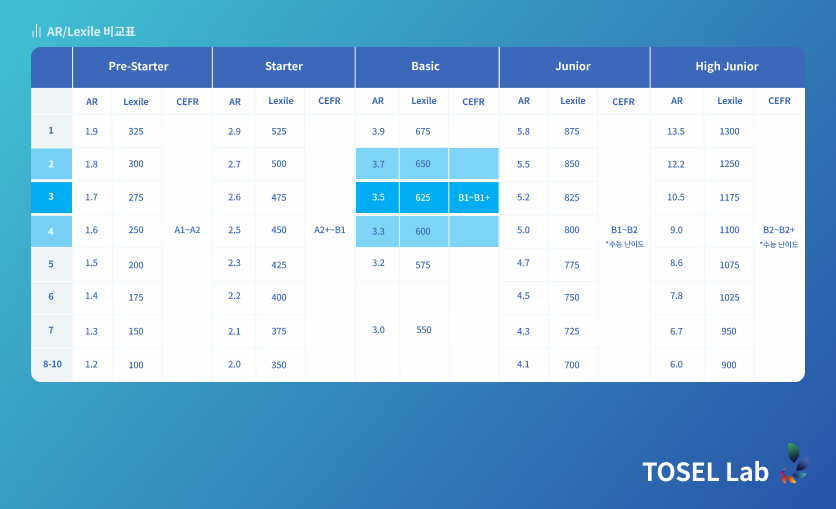 AR/Lexile 비교표
Pre-Starter Starter Basic Junior High Junior
AR Lexile CEFR AR Lexile CEFR AR Lexile CEFR AR Lexile CEFR AR Lexile CEFR
1 1.9 325 2.9 525 3.9 675 5.8 875 13.5 1300
2 1.8 300 2.7 500 3.7 650 5.5 850 12.2 1250
3 1.7 275 2.6 475 3.5 625 B1~B1+ 5.2 825 10.5 1175
4 1.6 250 A1~A2 2.5 450 A2+~B1 3.3 600 5.0 800 B1~B2 9.0 1100 B2~B2+
*수능 난이도 *수능 난이도
5 1.5 200 2.3 425 3.2 575 4.7 775 8.6 1075
6 1.4 175 2.2 400 4.5 750 7.8 1025
7 1.3 150 2.1 375 3.0 550 4.3 725 6.7 950
8-10 1.2 100 2.0 350 4.1 700 6.0 900
TOSEL Lab